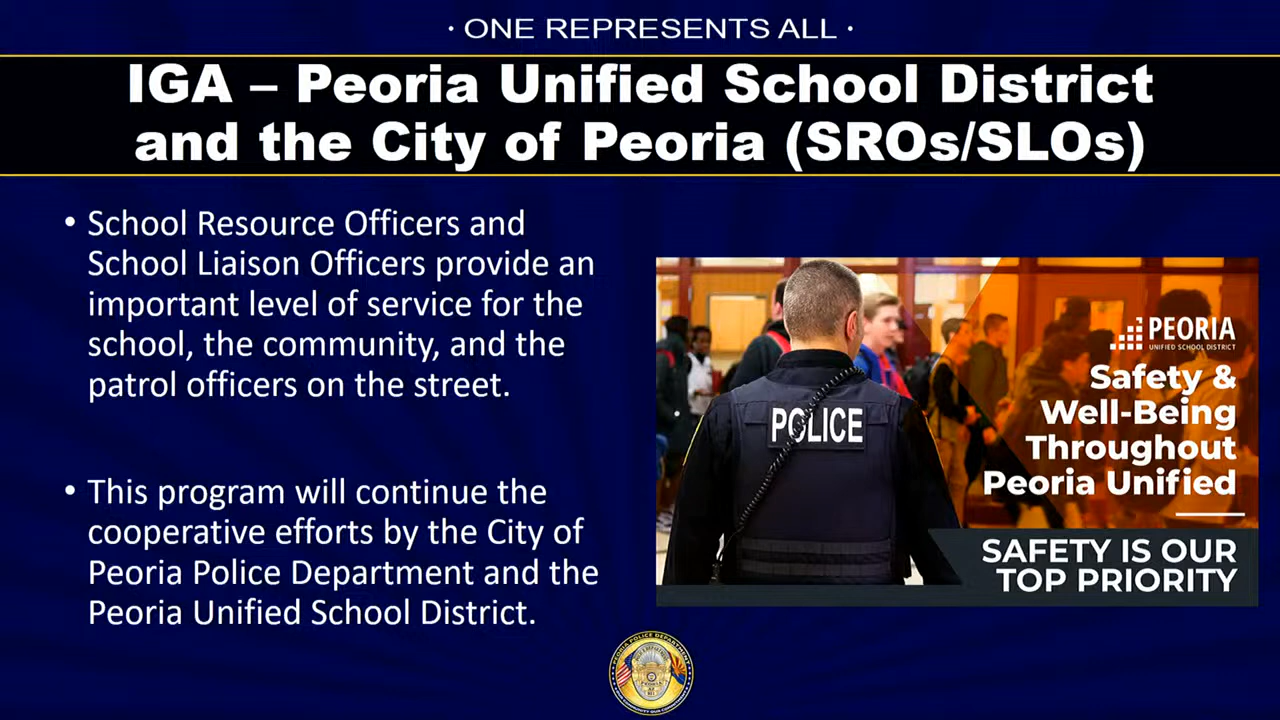 · ONE REPRESENTS ALL ·
IGA – Peoria Unified School District
and the City of Peoria (SROs/SLOs)
• School Resource Officers and
School Liaison Officers provide an
important level of service for the
school, the community, and the
patrol officers on the street.
• This program will continue the
cooperative efforts by the City of
Peoria Police Department and the
Peoria Unified School District.
POLICE
PEORIA
UNIFIED SCHOOL DISTRICT
Safety &
Well-Being
Throughout
Peoria Unified
SAFETY IS OUR
TOP PRIORITY
PEORIA POLICE DEPARTMENT
PEORIA